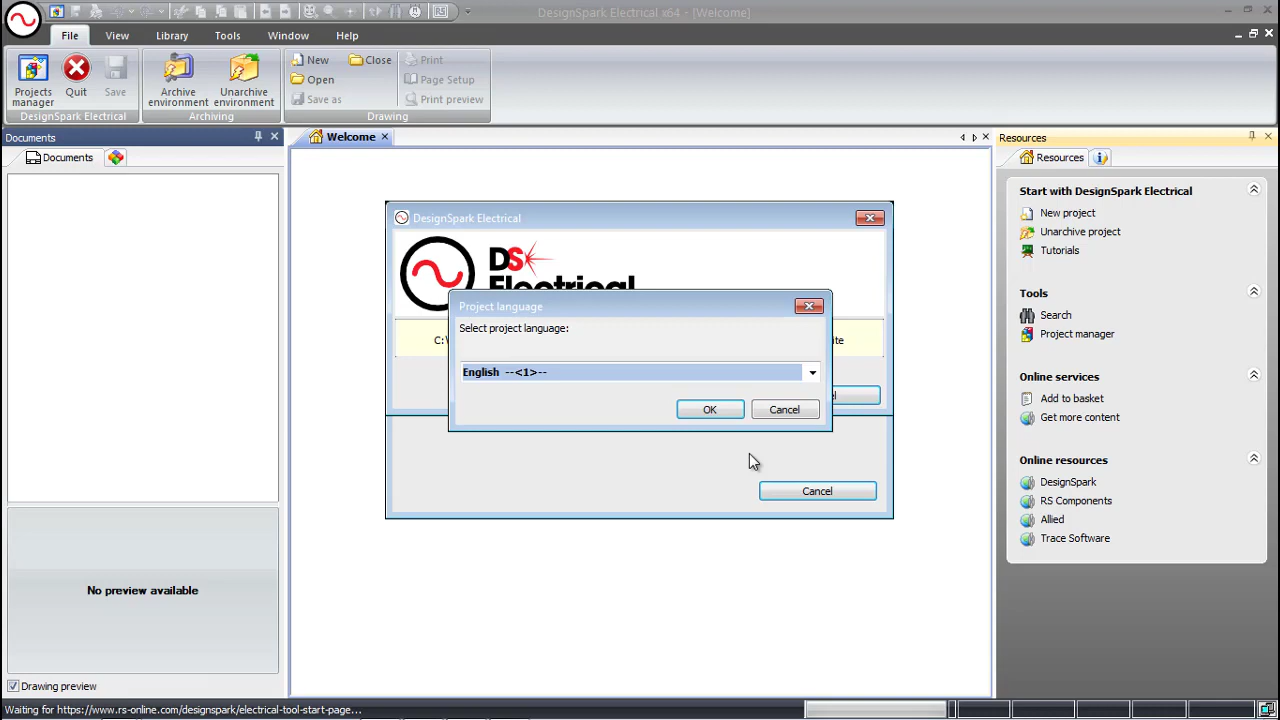 DesignSpark Electrical x64 - [Welcome]
File View Library Tools Window Help
Projects manager
Quit
Save
Archive environment
Unarchive environment
New
Open
Save as
Close
Print
Page Setup
Print preview
DesignSpark Electrical
Archiving
Drawing
Documents
Documents
No preview available
Drawing preview
Welcome
DesignSpark Electrical
DS
Electrical
C:\
Project language
Select project language:
English --<1>--
OK
Cancel
Cancel
Resources
Resources
Start with DesignSpark Electrical
New project
Unarchive project
Tutorials
Tools
Search
Project manager
Online services
Add to basket
Get more content
Online resources
DesignSpark
RS Components
Allied
Trace Software
Waiting for https://www.rs-online.com/designspark/electrical-tool-start-page...